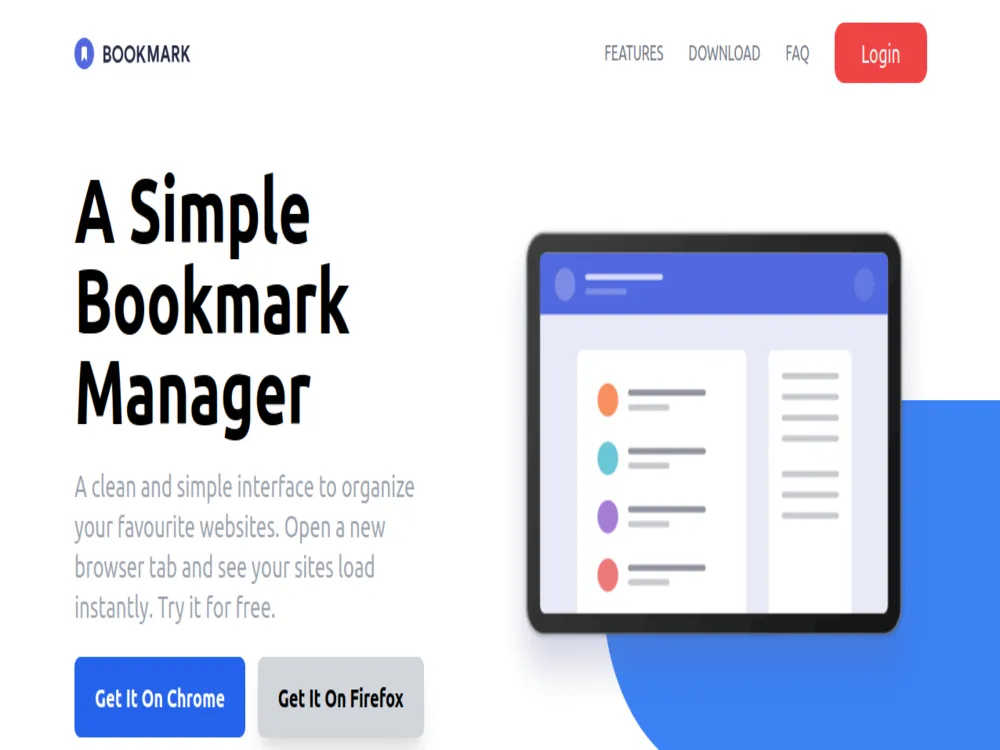 BOOKMARK
FEATURES DOWNLOAD FAQ Login
A Simple
Bookmark
Manager
A clean and simple interface to organize
your favourite websites. Open a new
browser tab and see your sites load
instantly. Try it for free.
Get It On Chrome Get It On Firefox